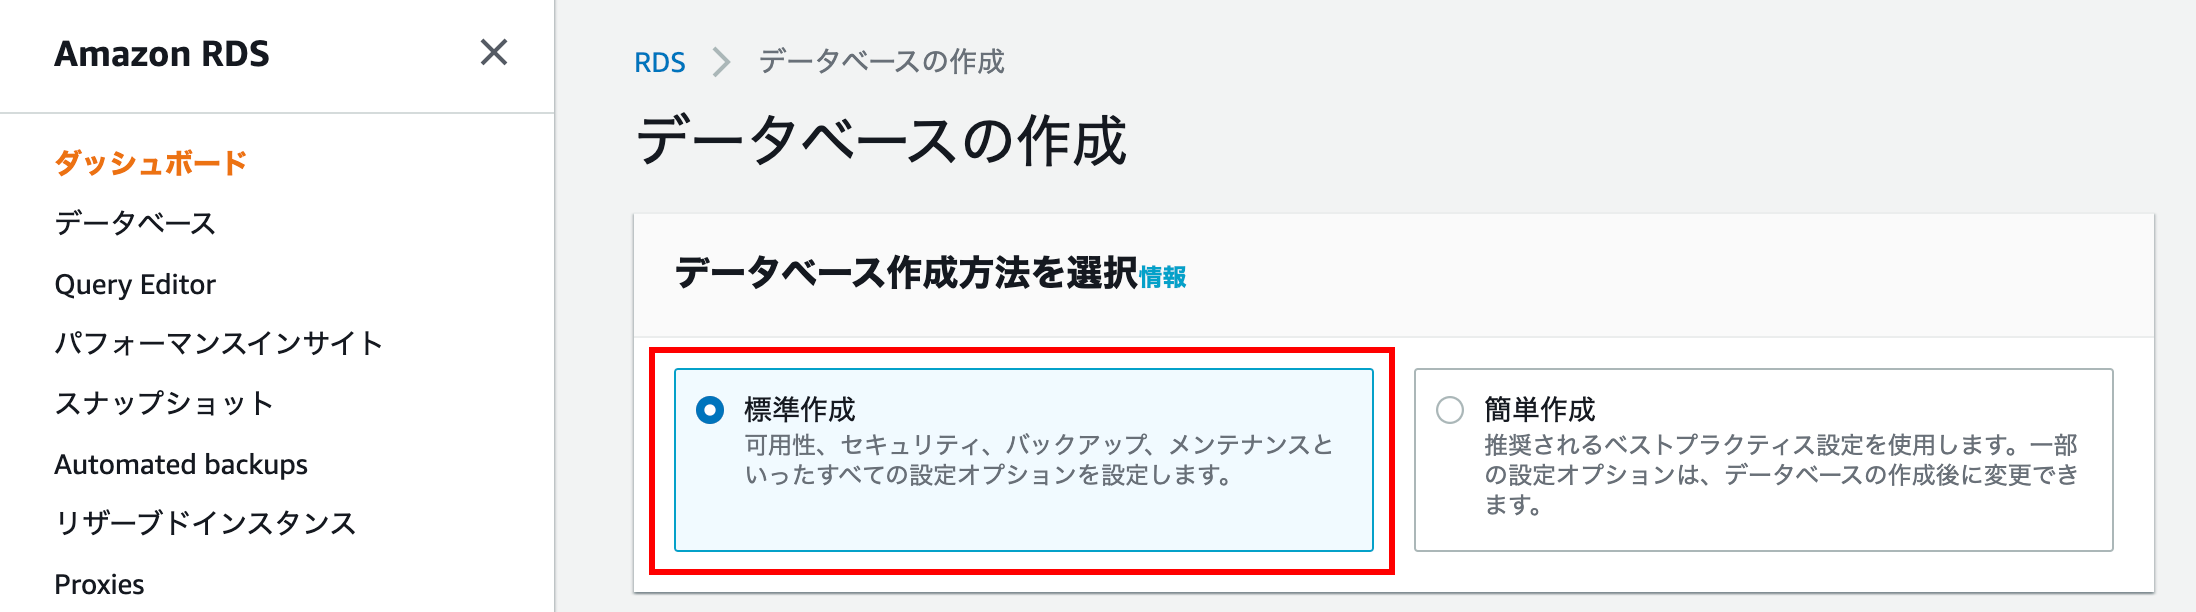 Amazon RDS
ダッシュボード
データベース
Query Editor
パフォーマンスインサイト
スナップショット
Automated backups
リザーブドインスタンス
Proxies
RDS データベースの作成
データベースの作成
データベース作成方法を選択情報
標準作成
可用性、セキュリティ、バックアップ、メンテナンスと
いったすべての設定オプションを設定します。
簡単作成
推奨されるベストプラクティス設定を使用します。一部
の設定オプションは、データベースの作成後に変更でき
ます。